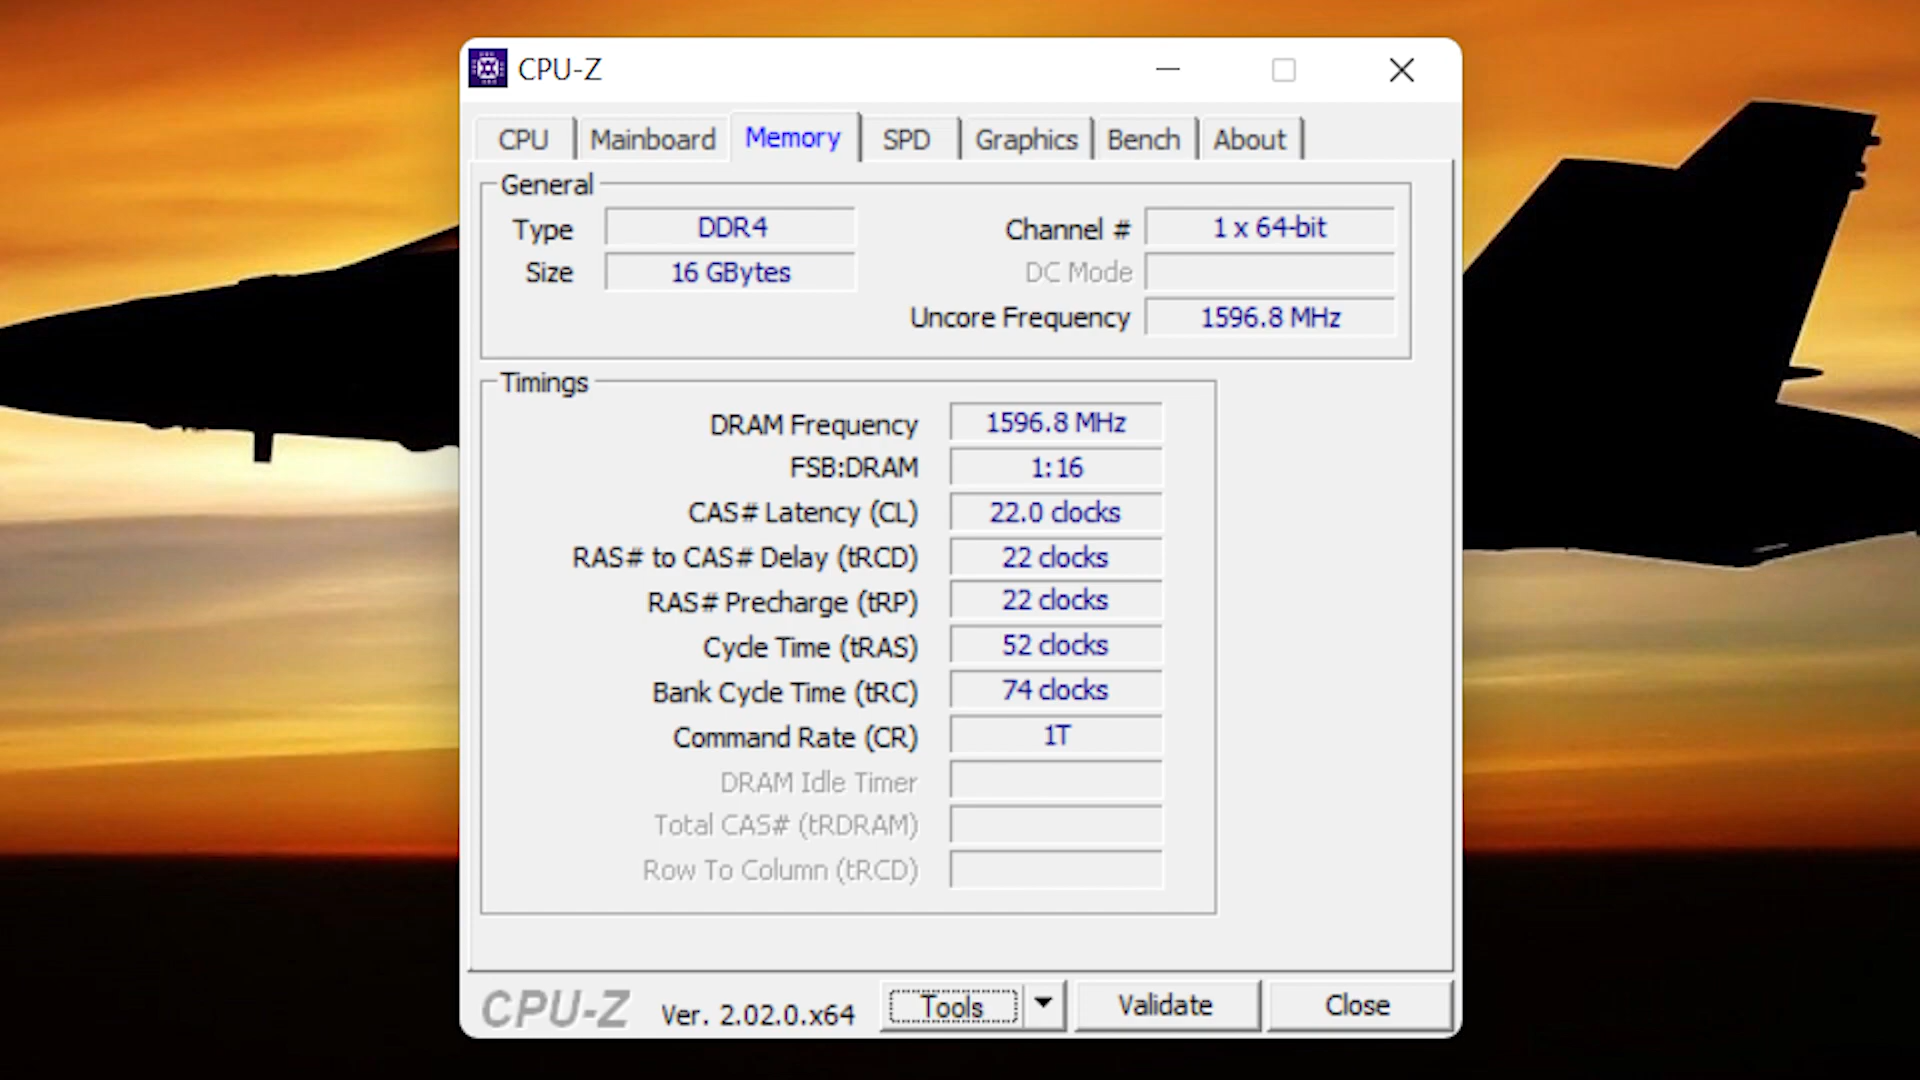 CPU-Z
CPU Mainboard Memory SPD Graphics Bench About
General
Type DDR4 Channel # 1 x 64-bit
Size 16 GBytes DC Mode
Uncore Frequency 1596.8 MHz
Timings
DRAM Frequency 1596.8 MHz
FSB:DRAM 1:16
CAS# Latency (CL) 22.0 clocks
RAS# to CAS# Delay (tRCD) 22 clocks
RAS# Precharge (tRP) 22 clocks
Cycle Time (tRAS) 52 clocks
Bank Cycle Time (tRC) 74 clocks
Command Rate (CR) 1T
DRAM Idle Timer
Total CAS# (tRDRAM)
Row To Column (tRCD)
CPU-Z Ver. 2.02.0.x64 Tools Validate Close